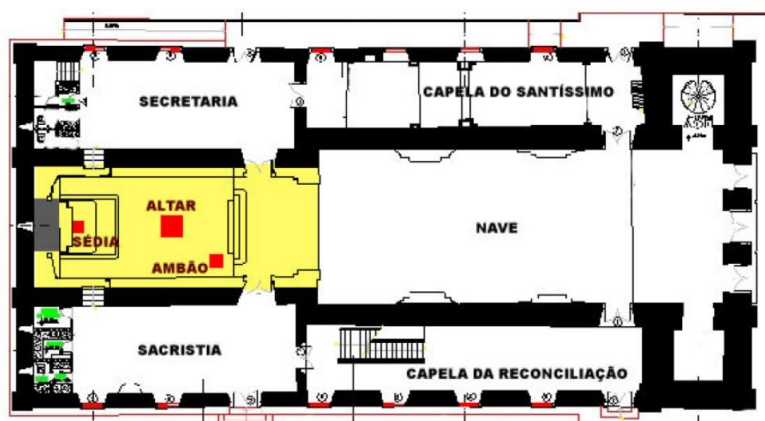 SECRETARIA
CAPELA DO SANTÍSSIMO
ALTAR
SÉDIA
NAVE
AMBÃO
SACRISTIA
CAPELA DA RECONCILIAÇÃO